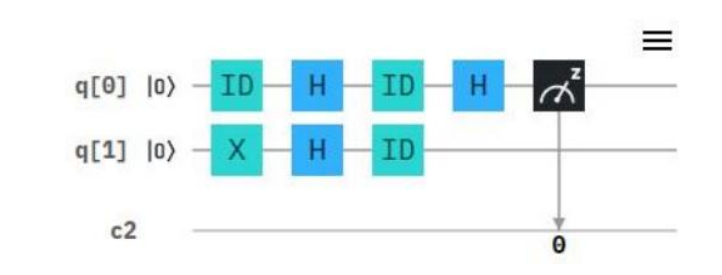 q[0] |0⟩ ID H ID H z
q[1] |0⟩ X H ID
c2
0